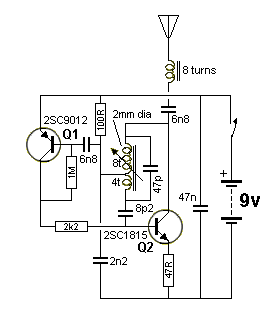 8 turns
2SC9012
2mm dia
Q1
6n8
100R
6n8
8t
4t
47p
1M
8p2
47n
+
9v
2k2
2SC1815
Q2
2n2
47R